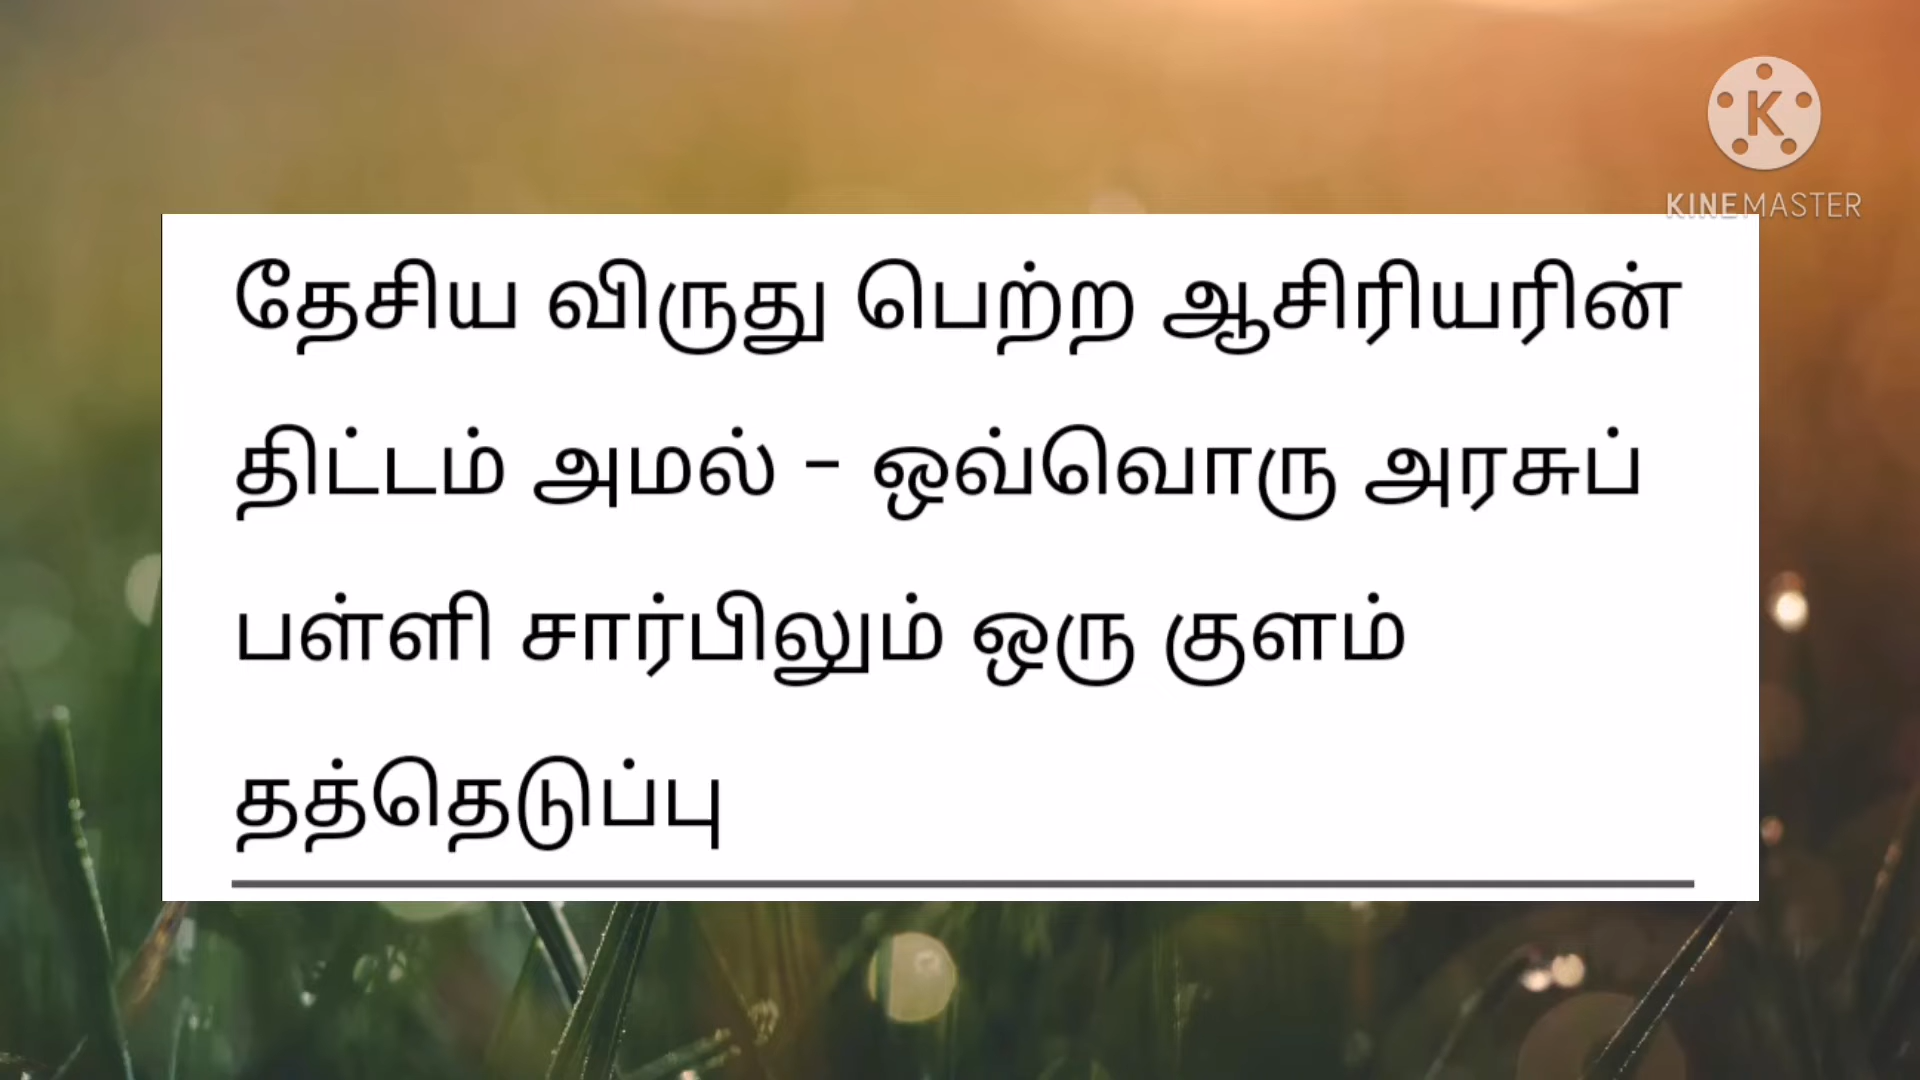 KINEMASTER
தேசிய விருது பெற்ற ஆசிரியரின்
திட்டம் அமல் - ஒவ்வொரு அரசுப்
பள்ளி சார்பிலும் ஒரு குளம்
தத்தெடுப்பு